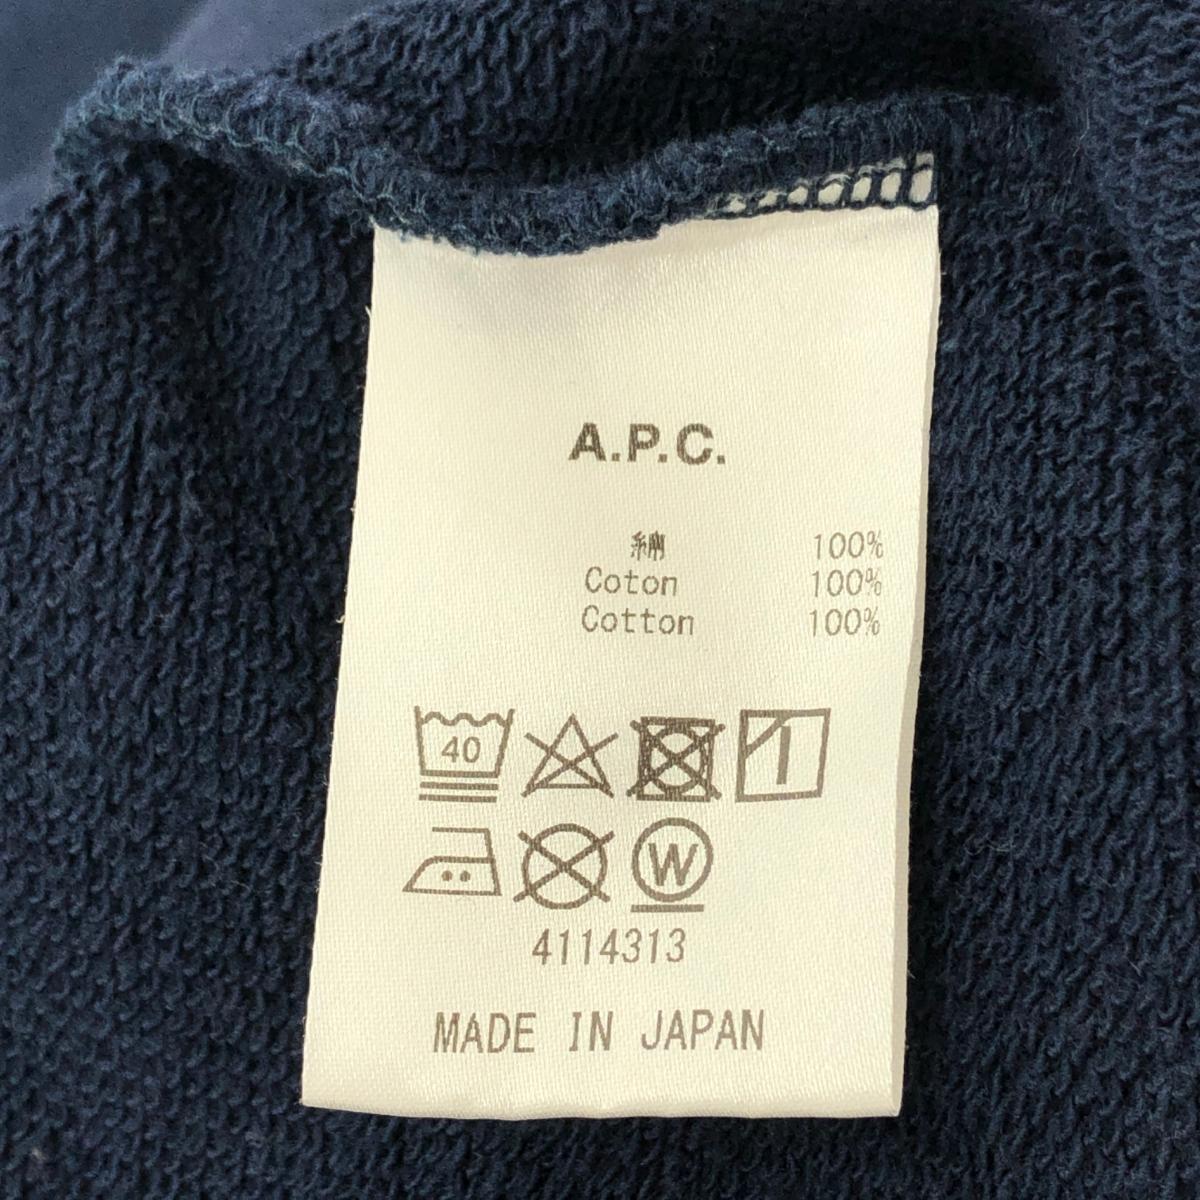 A.P.C.
綿 100%
Coton 100%
Cotton 100%
40
W
4114313
MADE IN JAPAN